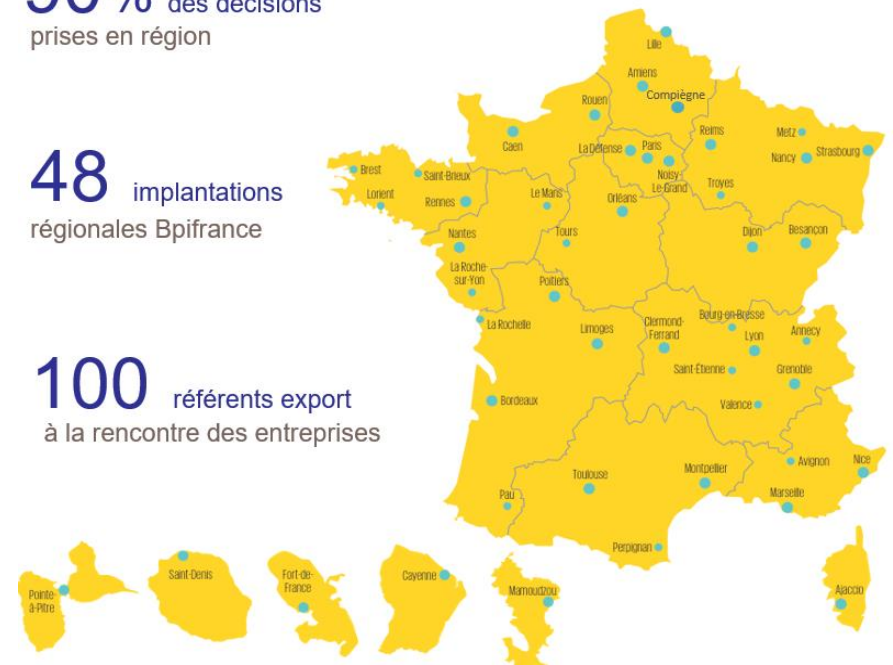 % des décisions
prises en région
48 implantations
régionales Bpifrance
100 référents export
à la rencontre des entreprises
Lille
Amiens
Compiègne
Rouen
Caen
La Défense
Paris
Noisy-
Le-Grand
Reims
Metz
Nancy
Strasbourg
Troyes
Brest
Saint-Brieux
Lorient
Rennes
Le Mans
Orléans
Nantes
Tours
Dijon
Besançon
La Roche-
sur-Yon
Poitiers
La Rochelle
Limoges
Clermond-
Ferrand
Bourg-en-Bresse
Lyon
Annecy
Saint-Étienne
Grenoble
Valence
Bordeaux
Avignon
Nice
Toulouse
Montpellier
Marseille
Pau
Perpignan
Pointe-
à-Pitre
Saint-Denis
Fort-de-
France
Cayenne
Mamoudzou
Ajaccio